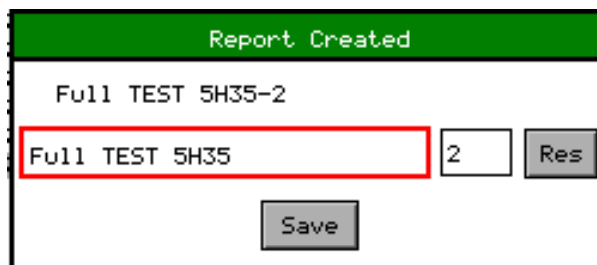 Report Created
Full TEST 5H35-2
Full TEST 5H35 2 Res
Save